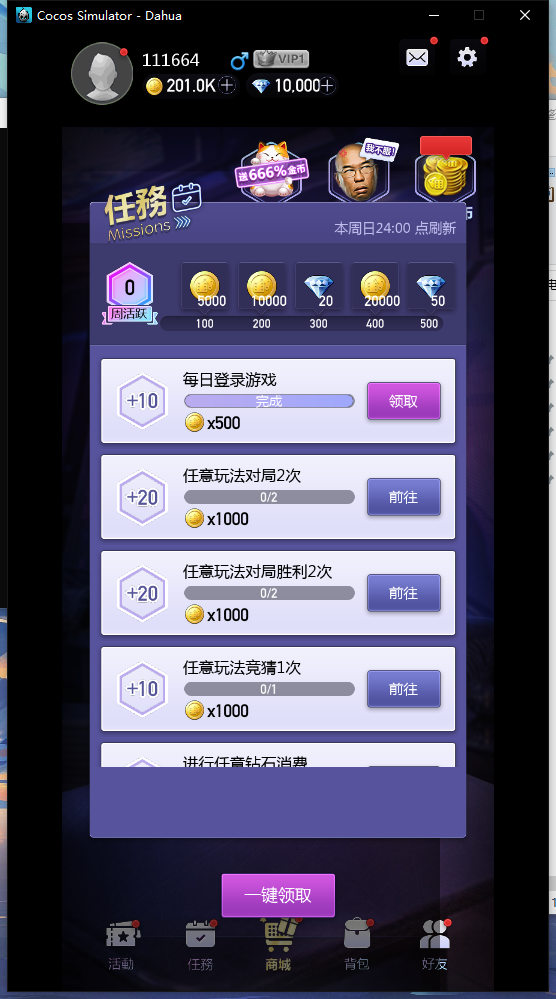 Cocos Simulator - Dahua
111664
VIP1
201.0K
10,000
送666%金币
我不服!
任務
Missions
本周日24:00 点刷新
0
周活跃
5000
10000
20
20000
50
100
200
300
400
500
+10
每日登录游戏
完成
x500
领取
+20
任意玩法对局2次
0/2
x1000
前往
+20
任意玩法对局胜利2次
0/2
x1000
前往
+10
任意玩法竞猜1次
0/1
x1000
前往
进行任意钻石消费
一键领取
活動
任務
商城
背包
好友